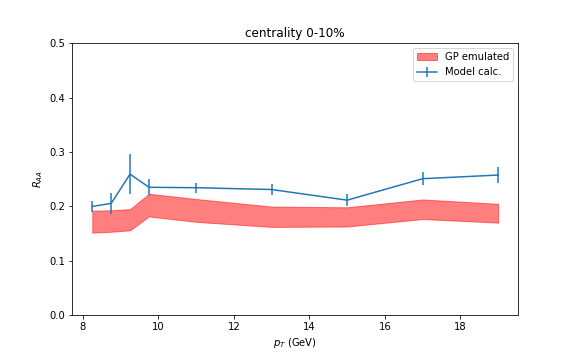 centrality 0-10%
GP emulated
Model calc.
R_AA
0.5
0.4
0.3
0.2
0.1
0.0
8
10
12
14
16
18
p_T (GeV)